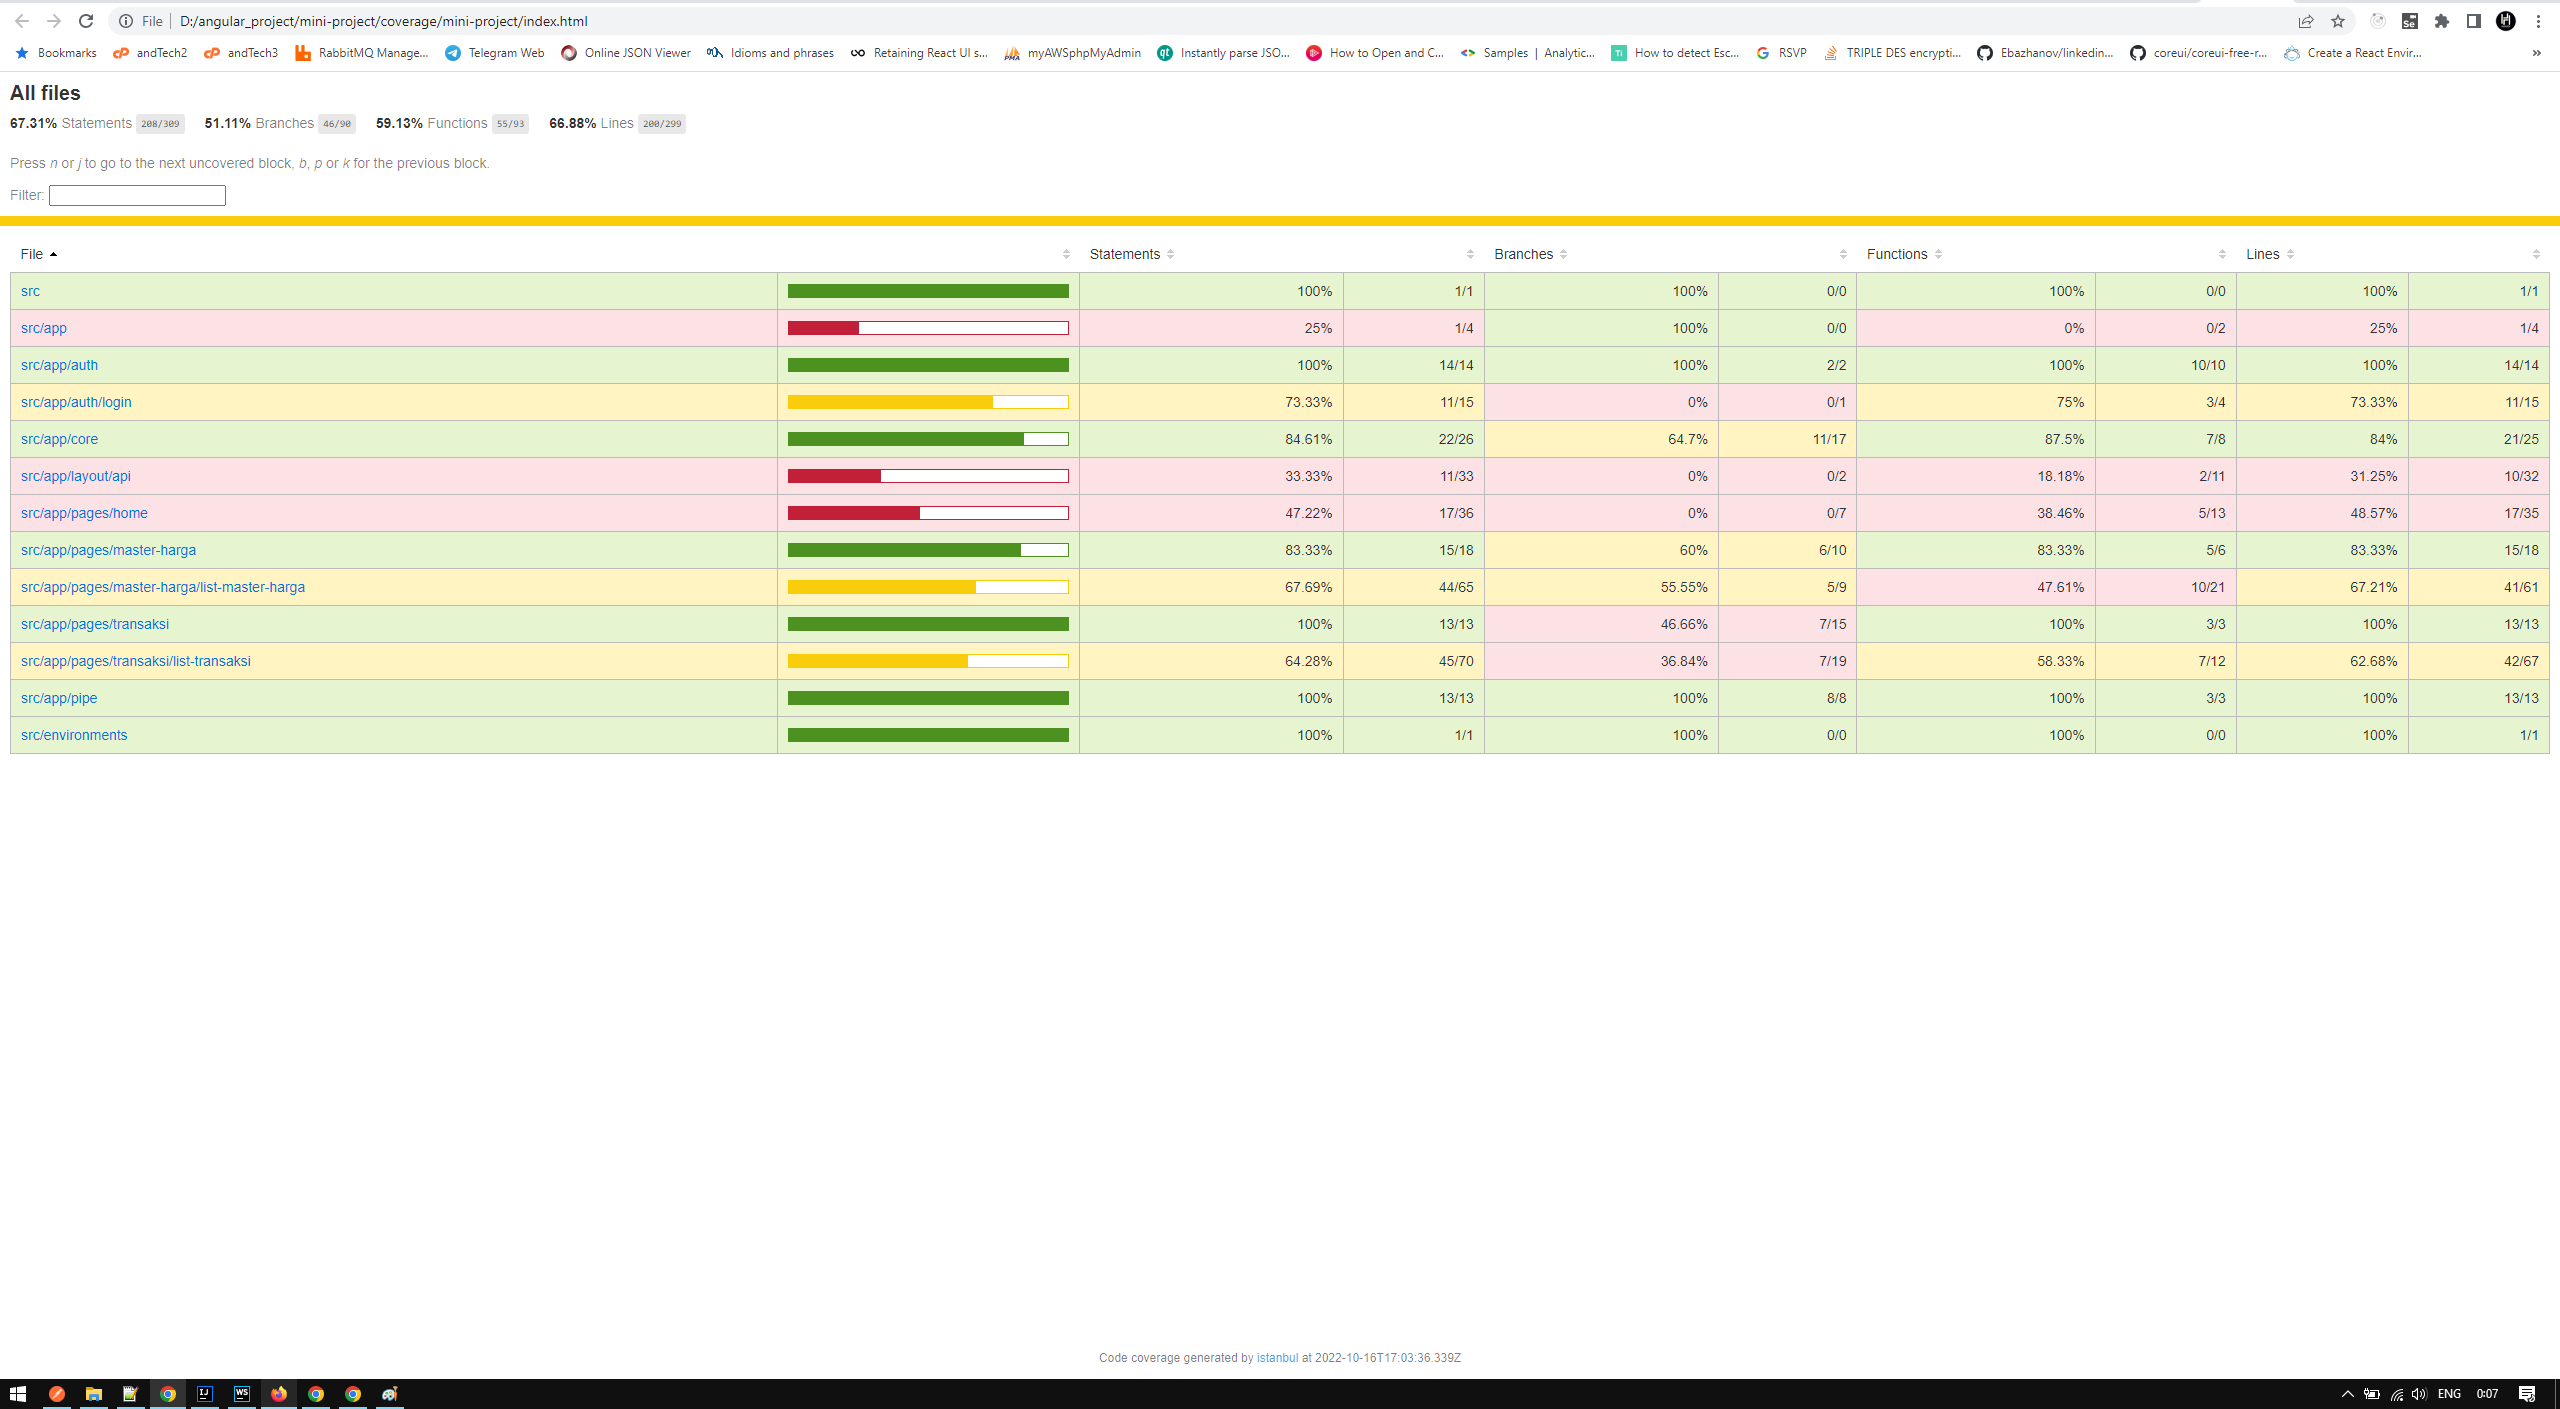 File D:/angular_project/mini-project/coverage/mini-project/index.html
Bookmarks andTech2 andTech3 RabbitMQ Manage... Telegram Web Online JSON Viewer Idioms and phrases Retaining React UI s... myAWSphpMyAdmin Instantly parse JSO... How to Open and C... Samples | Analytic... How to detect Esc... RSVP TRIPLE DES encrypti... Ebazhanov/linkedin... coreui/coreui-free-r... Create a React Envir... »
All files
67.31% Statements 208/309 51.11% Branches 46/90 59.13% Functions 55/93 66.88% Lines 200/299
Press n or j to go to the next uncovered block, b, p or k for the previous block.
Filter:
File Statements Branches Functions Lines
src 100% 1/1 100% 0/0 100% 0/0 100% 1/1
src/app 25% 1/4 100% 0/0 0% 0/2 25% 1/4
src/app/auth 100% 14/14 100% 2/2 100% 10/10 100% 14/14
src/app/auth/login 73.33% 11/15 0% 0/1 75% 3/4 73.33% 11/15
src/app/core 84.61% 22/26 64.7% 11/17 87.5% 7/8 84% 21/25
src/app/layout/api 33.33% 11/33 0% 0/2 18.18% 2/11 31.25% 10/32
src/app/pages/home 47.22% 17/36 0% 0/7 38.46% 5/13 48.57% 17/35
src/app/pages/master-harga 83.33% 15/18 60% 6/10 83.33% 5/6 83.33% 15/18
src/app/pages/master-harga/list-master-harga 67.69% 44/65 55.55% 5/9 47.61% 10/21 67.21% 41/61
src/app/pages/transaksi 100% 13/13 46.66% 7/15 100% 3/3 100% 13/13
src/app/pages/transaksi/list-transaksi 64.28% 45/70 36.84% 7/19 58.33% 7/12 62.68% 42/67
src/app/pipe 100% 13/13 100% 8/8 100% 3/3 100% 13/13
src/environments 100% 1/1 100% 0/0 100% 0/0 100% 1/1
Code coverage generated by istanbul at 2022-10-16T17:03:36.339Z
ENG 0:07